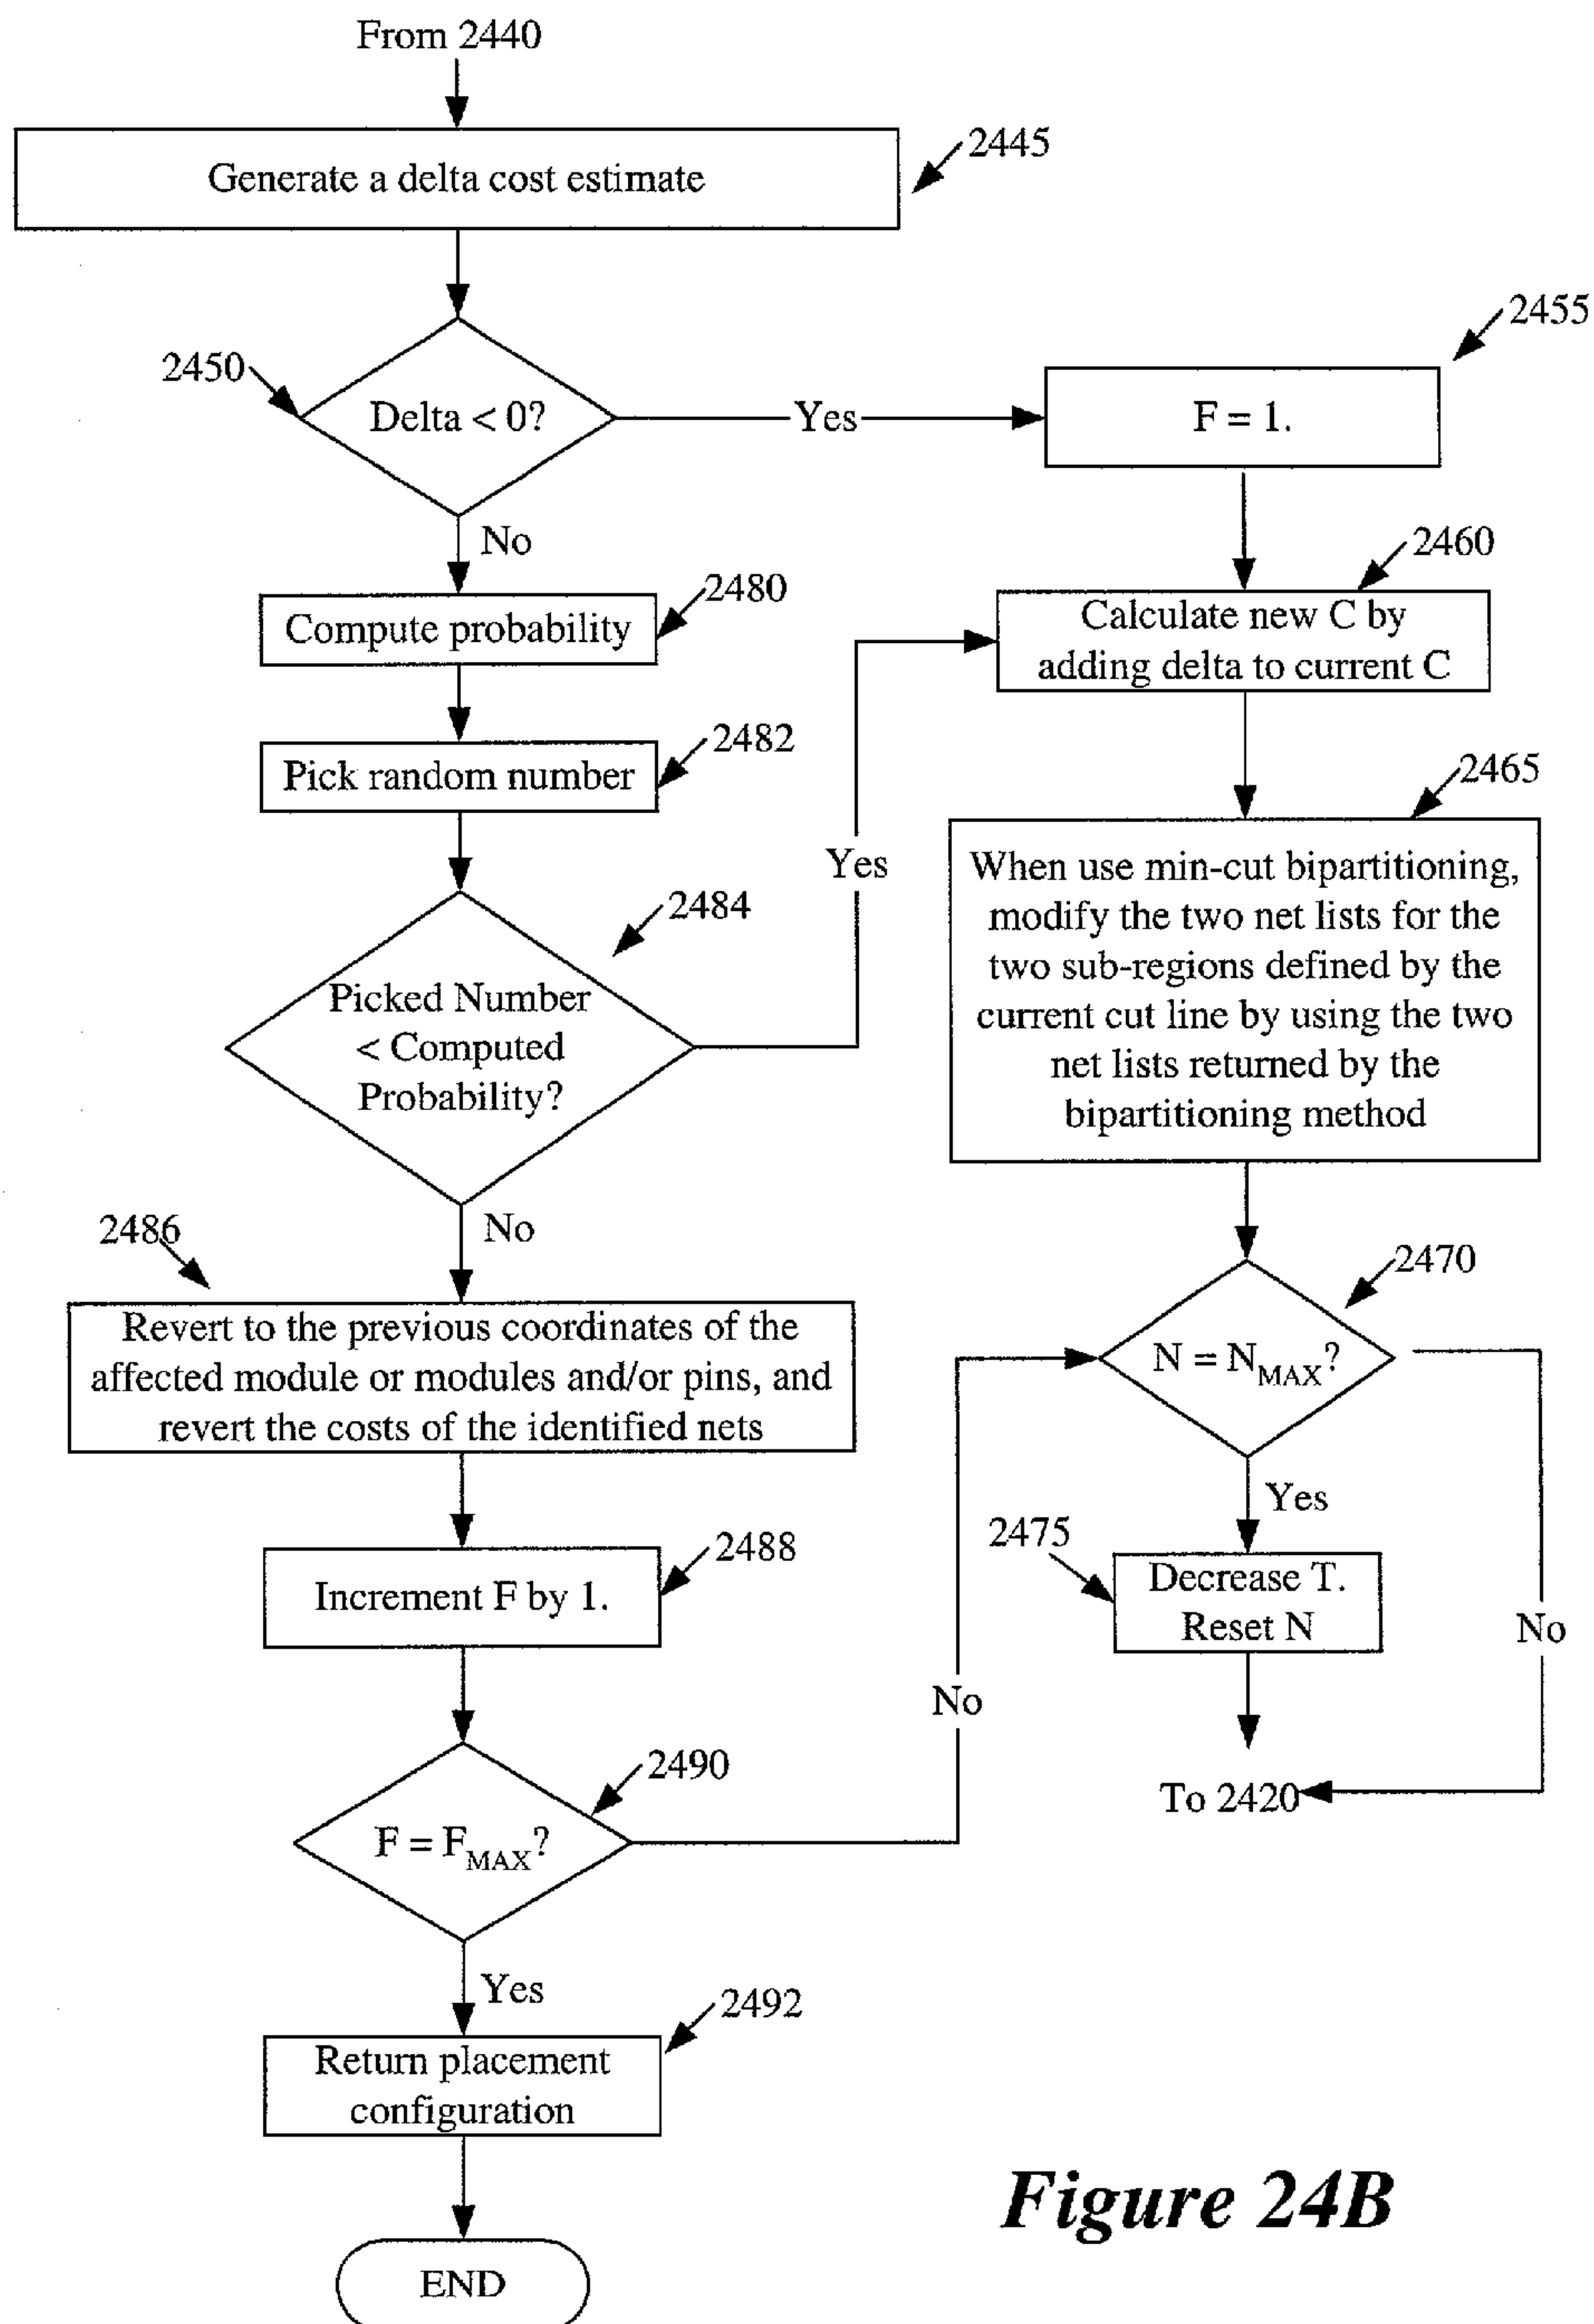 From 2440
2445
Generate a delta cost estimate
2455
2450
Delta < 0?
Yes
F = 1.
No
2460
2480
Compute probability
Calculate new C by
adding delta to current C
2482
Pick random number
2465
Yes
When use min-cut bipartitioning,
modify the two net lists for the
two sub-regions defined by the
current cut line by using the two
net lists returned by the
bipartitioning method
2484
Picked Number
< Computed
Probability?
No
2486
2470
Revert to the previous coordinates of the
affected module or modules and/or pins, and
revert the costs of the identified nets
N = NMAX?
Yes
2475
Decrease T.
Reset N
No
2488
Increment F by 1.
No
2490
To 2420
F = FMAX?
Yes
2492
Return placement
configuration
Figure 24B
END